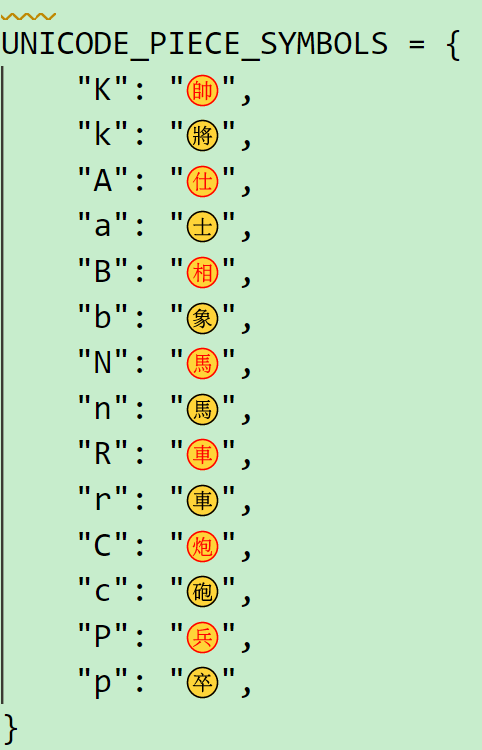 UNICODE_PIECE_SYMBOLS = {
"K": "帥",
"k": "將",
"A": "仕",
"a": "士",
"B": "相",
"b": "象",
"N": "馬",
"n": "馬",
"R": "車",
"r": "車",
"C": "炮",
"c": "砲",
"P": "兵",
"p": "卒",
}